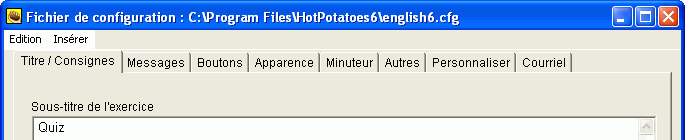 Fichier de configuration : C:\Program Files\HotPotatoes6\english6.cfg
Edition Insérer
Titre / Consignes Messages Boutons Apparence Minuteur Autres Personnaliser Courriel
Sous-titre de l'exercice
Quiz